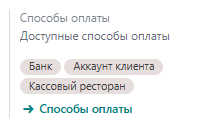 Способы оплаты
Доступные способы оплаты
Банк Аккаунт клиента
Кассовый ресторан
→ Способы оплаты